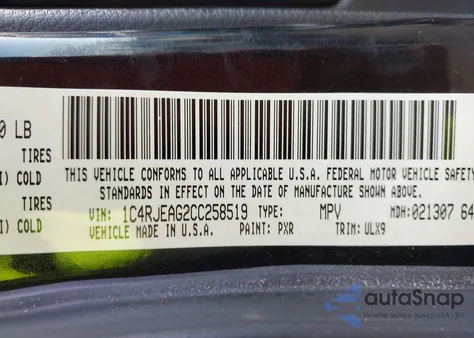 0 LB
TIRES
I) COLD
TIRES
I) COLD
THIS VEHICLE CONFORMS TO ALL APPLICABLE U.S.A. FEDERAL MOTOR VEHICLE SAFETY
STANDARDS IN EFFECT ON THE DATE OF MANUFACTURE SHOWN ABOVE.
VIN: 1C4RJEAG2CC258519 TYPE: MPV MDH:021307 64
VEHICLE MADE IN U.S.A. PAINT: PXR TRIM: ULX9
autoSnap